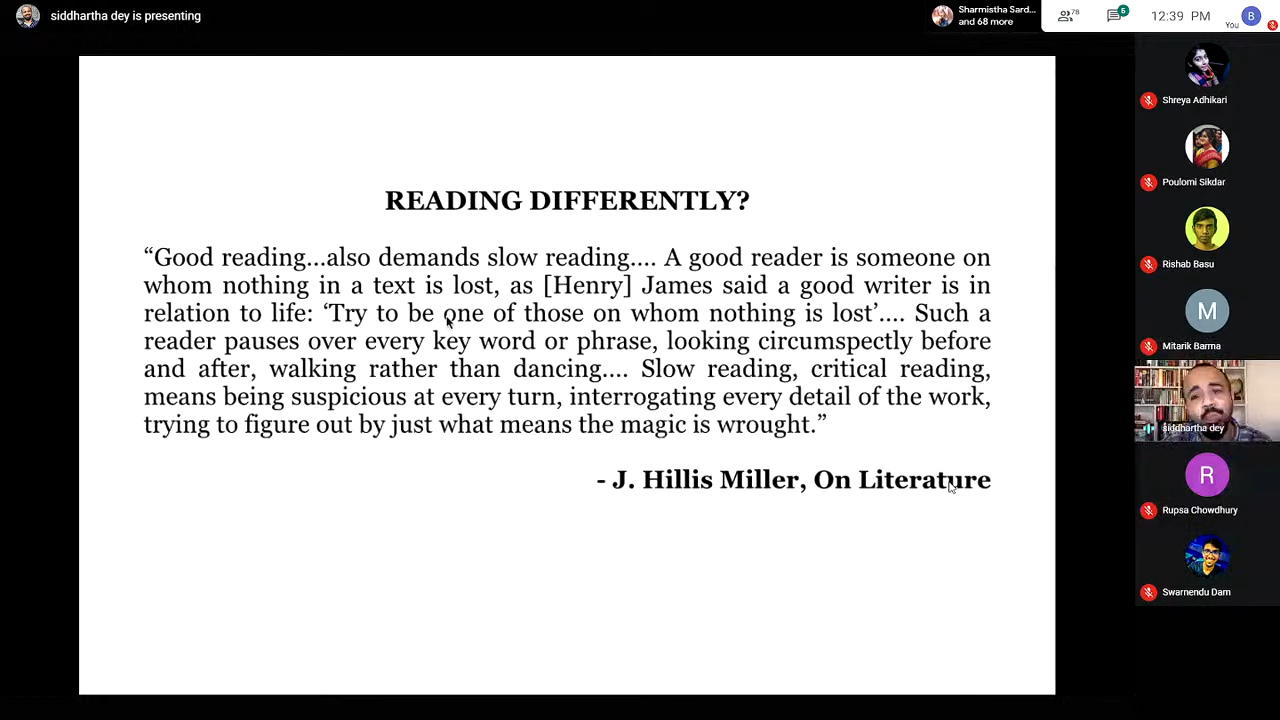 siddhartha dey is presenting
Sharmistha Sard...
and 68 more
78
5
12:39 PM
You
B
READING DIFFERENTLY?
“Good reading...also demands slow reading.... A good reader is someone on
whom nothing in a text is lost, as [Henry] James said a good writer is in
relation to life: ‘Try to be one of those on whom nothing is lost’.... Such a
reader pauses over every key word or phrase, looking circumspectly before
and after, walking rather than dancing.... Slow reading, critical reading,
means being suspicious at every turn, interrogating every detail of the work,
trying to figure out by just what means the magic is wrought.”
- J. Hillis Miller, On Literature
Shreya Adhikari
Poulomi Sikdar
Rishab Basu
M
Mitarik Barma
siddhartha dey
R
Rupsa Chowdhury
Swarnendu Dam